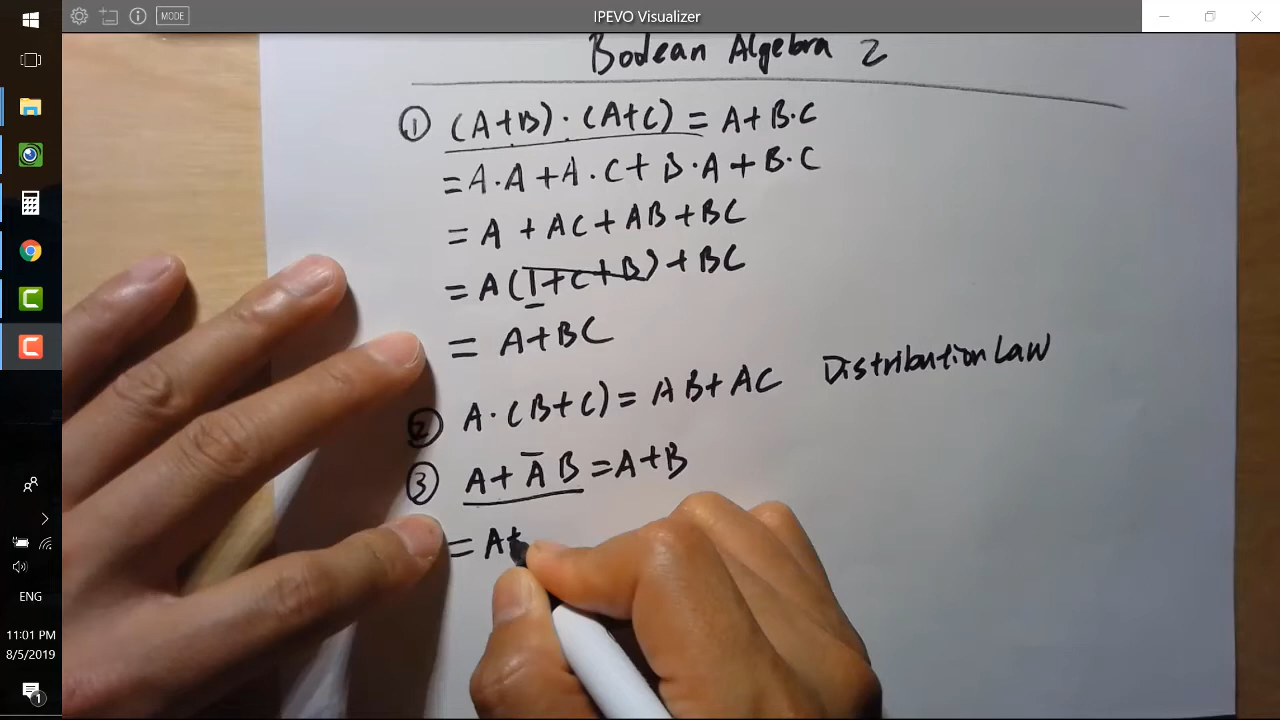 IPEVO Visualizer
MODE
Boolean Algebra 2
① (A+B)·(A+C) = A+B·C
=A·A+A·C+B·A+B·C
= A+AC+AB+BC
= A(1+C+B)+BC
= A+BC
② A·(B+C)=AB+AC Distribution Law
③ A+A̅B=A+B
= A+
ENG
11:01 PM
8/5/2019
1